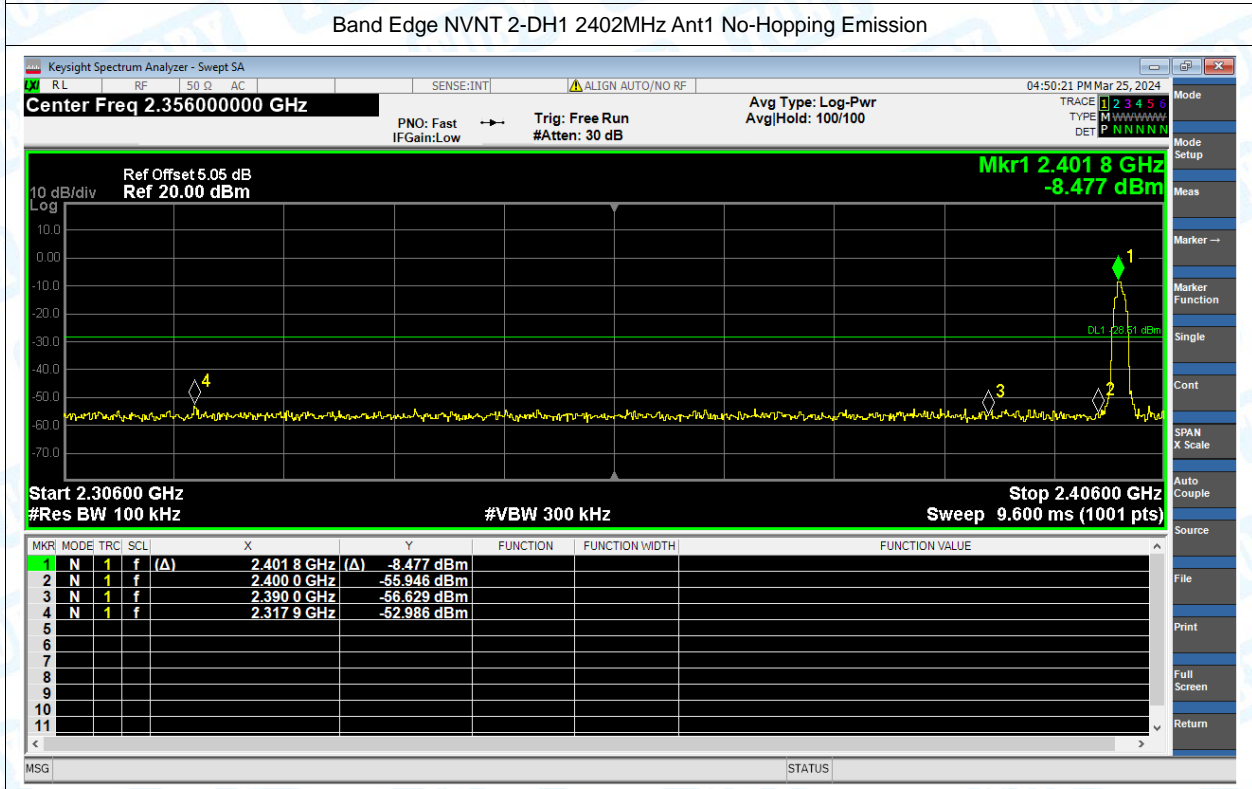 Band Edge NVNT 2-DH1 2402MHz Ant1 No-Hopping Emission
Keysight Spectrum Analyzer - Swept SA
LXI RL RF 50 Ω AC SENSE:INT ALIGN AUTO/NO RF 04:50:21 PM Mar 25, 2024
Center Freq 2.356000000 GHz
PNO: Fast
IFGain:Low
Trig: Free Run
#Atten: 30 dB
Avg Type: Log-Pwr
Avg|Hold: 100/100
TRACE 1 2 3 4 5 6
TYPE M WWWWW
DET P N N N N N
Ref Offset 5.05 dB
10 dB/div Ref 20.00 dBm
Log
Mkr1 2.401 8 GHz
-8.477 dBm
10.0
0.00
-10.0
-20.0
-30.0
-40.0
-50.0
-60.0
-70.0
1
DL1 -28.51 dBm
4
3
2
Start 2.30600 GHz Stop 2.40600 GHz
#Res BW 100 kHz #VBW 300 kHz Sweep 9.600 ms (1001 pts)
MKR MODE TRC SCL X Y FUNCTION FUNCTION WIDTH FUNCTION VALUE
1 N 1 f (Δ) 2.401 8 GHz (Δ) -8.477 dBm
2 N 1 f 2.400 0 GHz -55.946 dBm
3 N 1 f 2.390 0 GHz -56.629 dBm
4 N 1 f 2.317 9 GHz -52.986 dBm
5
6
7
8
9
10
11
MSG STATUS
Mode
Mode Setup
Meas
Marker →
Marker Function
Single
Cont
SPAN X Scale
Auto Couple
Source
File
Print
Full Screen
Return